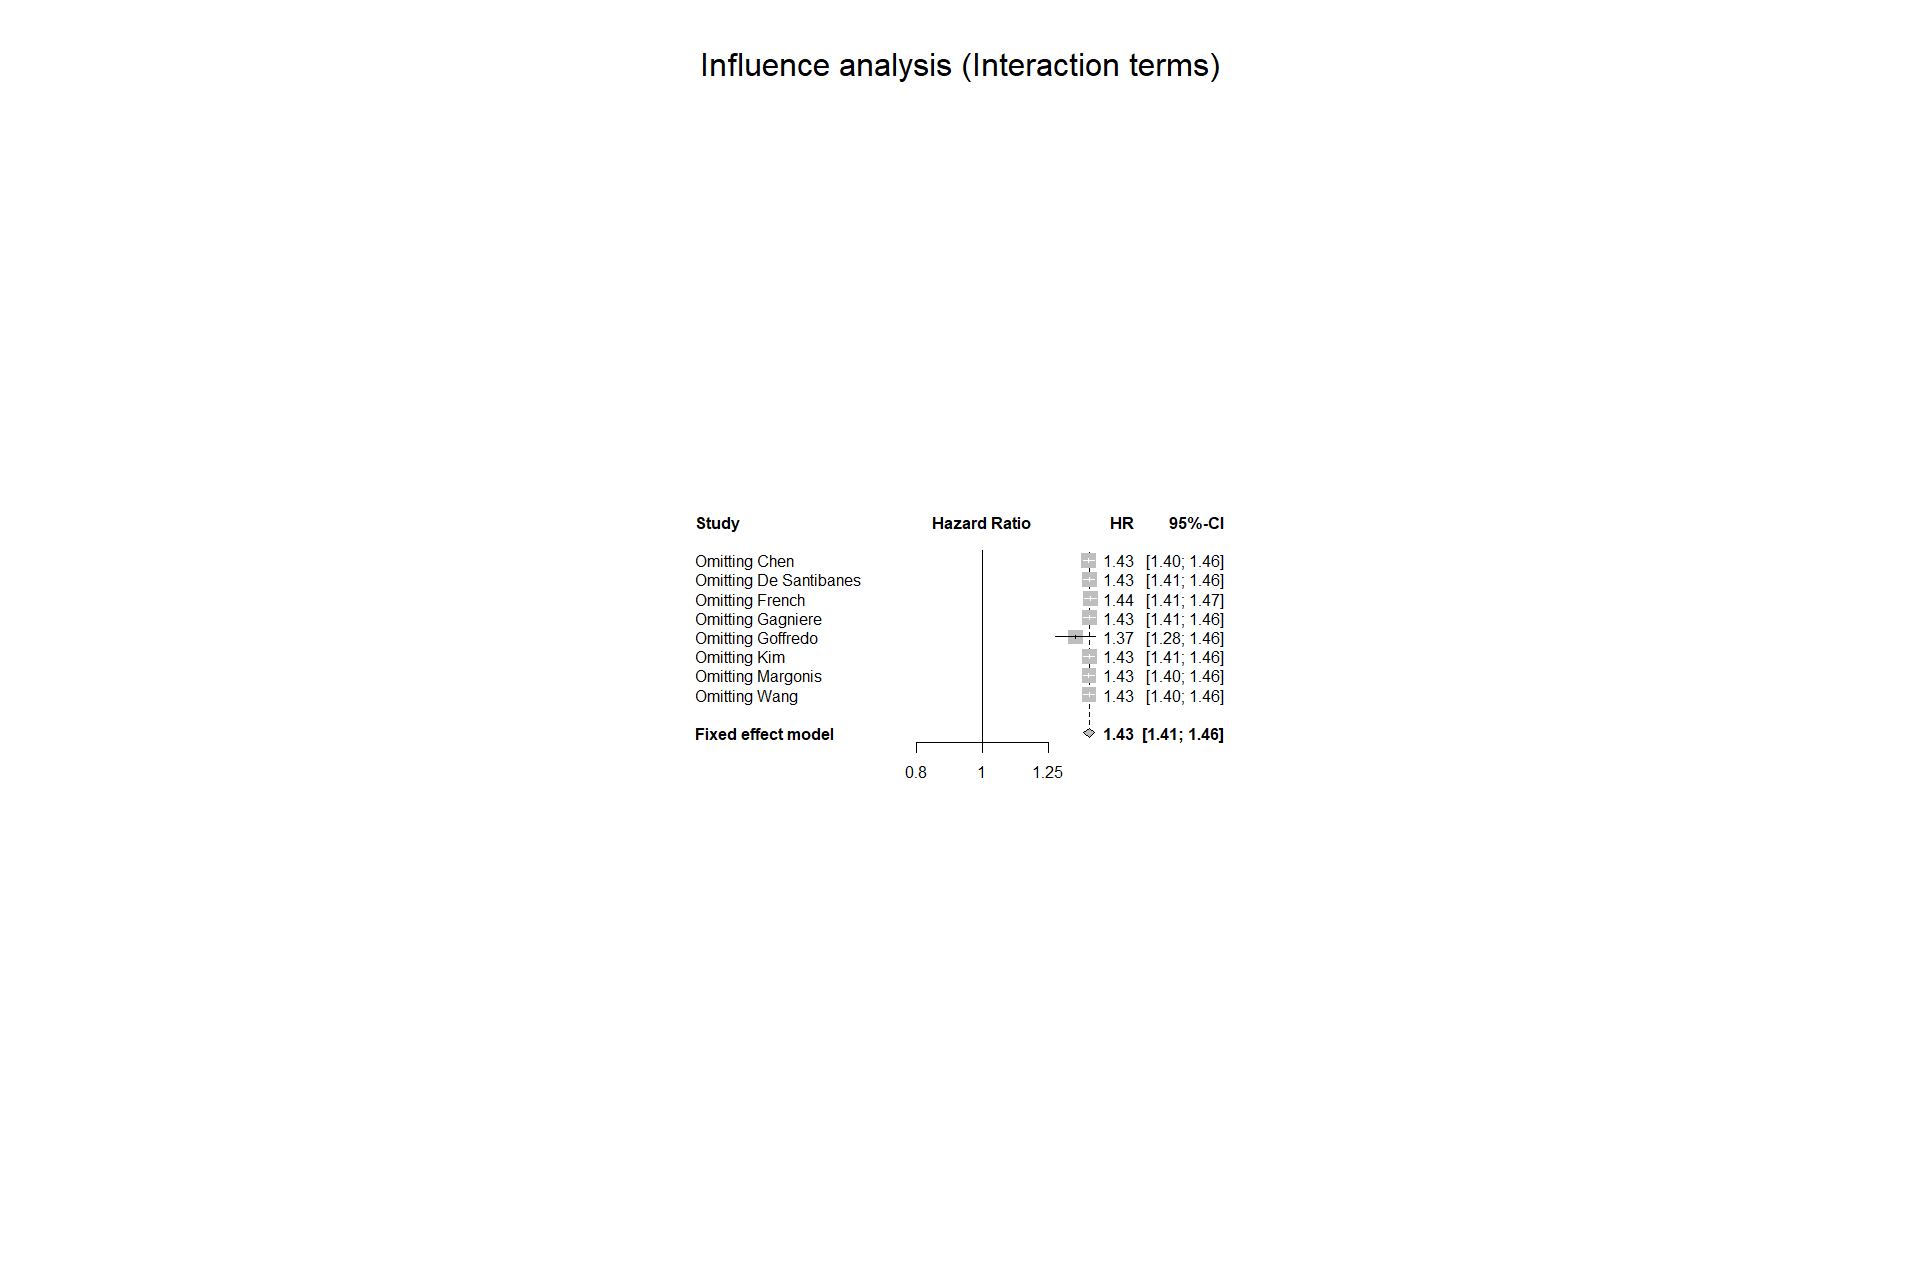 Influence analysis (Interaction terms)
Study Hazard Ratio HR 95%-CI
Omitting Chen 1.43 [1.40; 1.46]
Omitting De Santibanes 1.43 [1.41; 1.46]
Omitting French 1.44 [1.41; 1.47]
Omitting Gagniere 1.43 [1.41; 1.46]
Omitting Goffredo 1.37 [1.28; 1.46]
Omitting Kim 1.43 [1.41; 1.46]
Omitting Margonis 1.43 [1.40; 1.46]
Omitting Wang 1.43 [1.40; 1.46]
Fixed effect model 1.43 [1.41; 1.46]
0.8 1 1.25